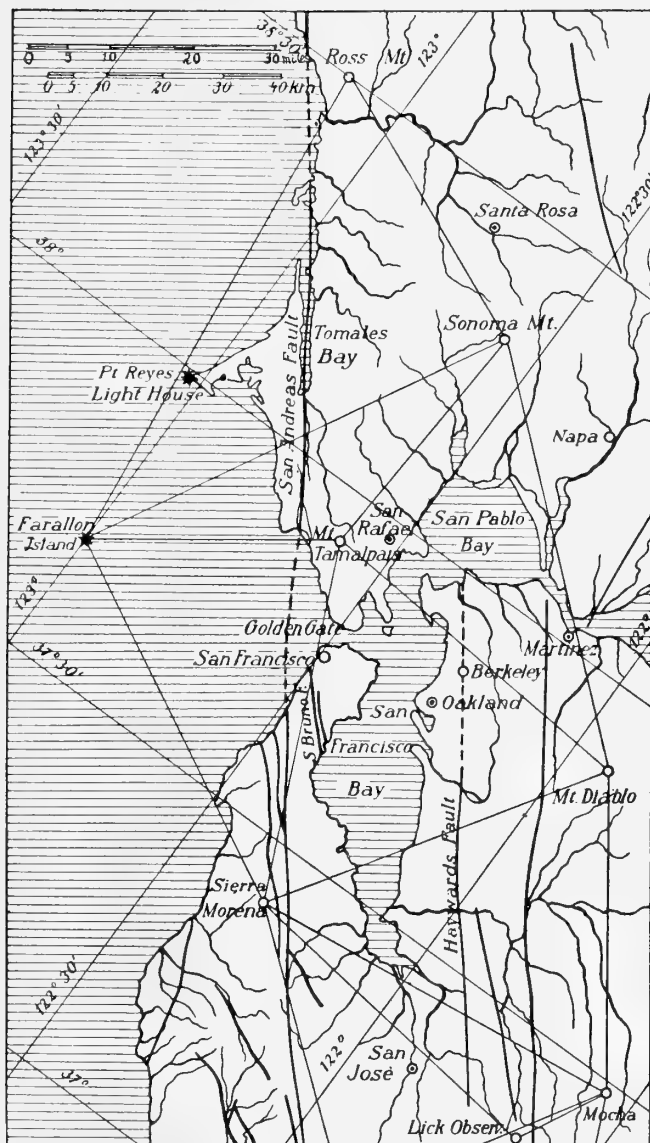 38° 30'
0 5 10 20 30 miles
0 5 10 20 30 40 km
Ross Mt
123°
123° 30'
122° 30'
Santa Rosa
38°
Sonoma Mt.
Tomales
Bay
San Andreas Fault
Pt Reyes
Light House
Napa
Farallon
Island
Mt.
Tamalpais
San
Rafael
San Pablo
Bay
123°
Golden Gate
37° 30'
San Francisco
Martinez
122°
Berkeley
Oakland
S. Bruno f.
San
Francisco
Bay
Mt. Diablo
Haywards Fault
Sierra
Morena
122° 30'
122°
San
José
37°
Lick Observ.
Mocha